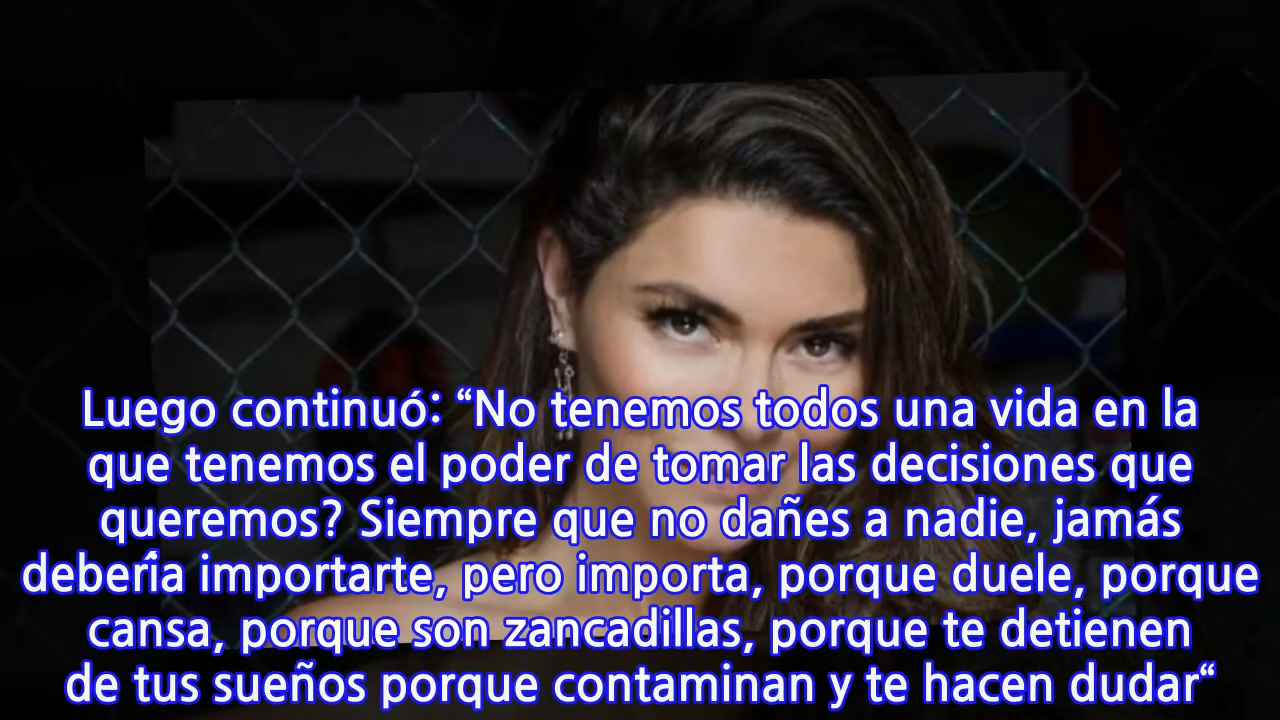 Luego continuó: “No tenemos todos una vida en la
que tenemos el poder de tomar las decisiones que
queremos? Siempre que no dañes a nadie, jamás
debería importarte, pero importa, porque duele, porque
cansa, porque son zancadillas, porque te detienen
de tus sueños porque contaminan y te hacen dudar“